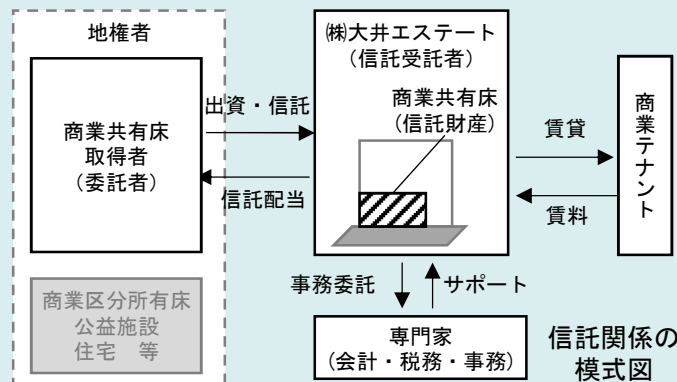 地権者
商業共有床
取得者
（委託者）
商業区分所有床
公益施設
住宅　等
出資・信託
信託配当
㈱大井エステート
（信託受託者）
商業共有床
（信託財産）
賃貸
賃料
商業テナント
事務委託
サポート
専門家
（会計・税務・事務）
信託関係の
模式図